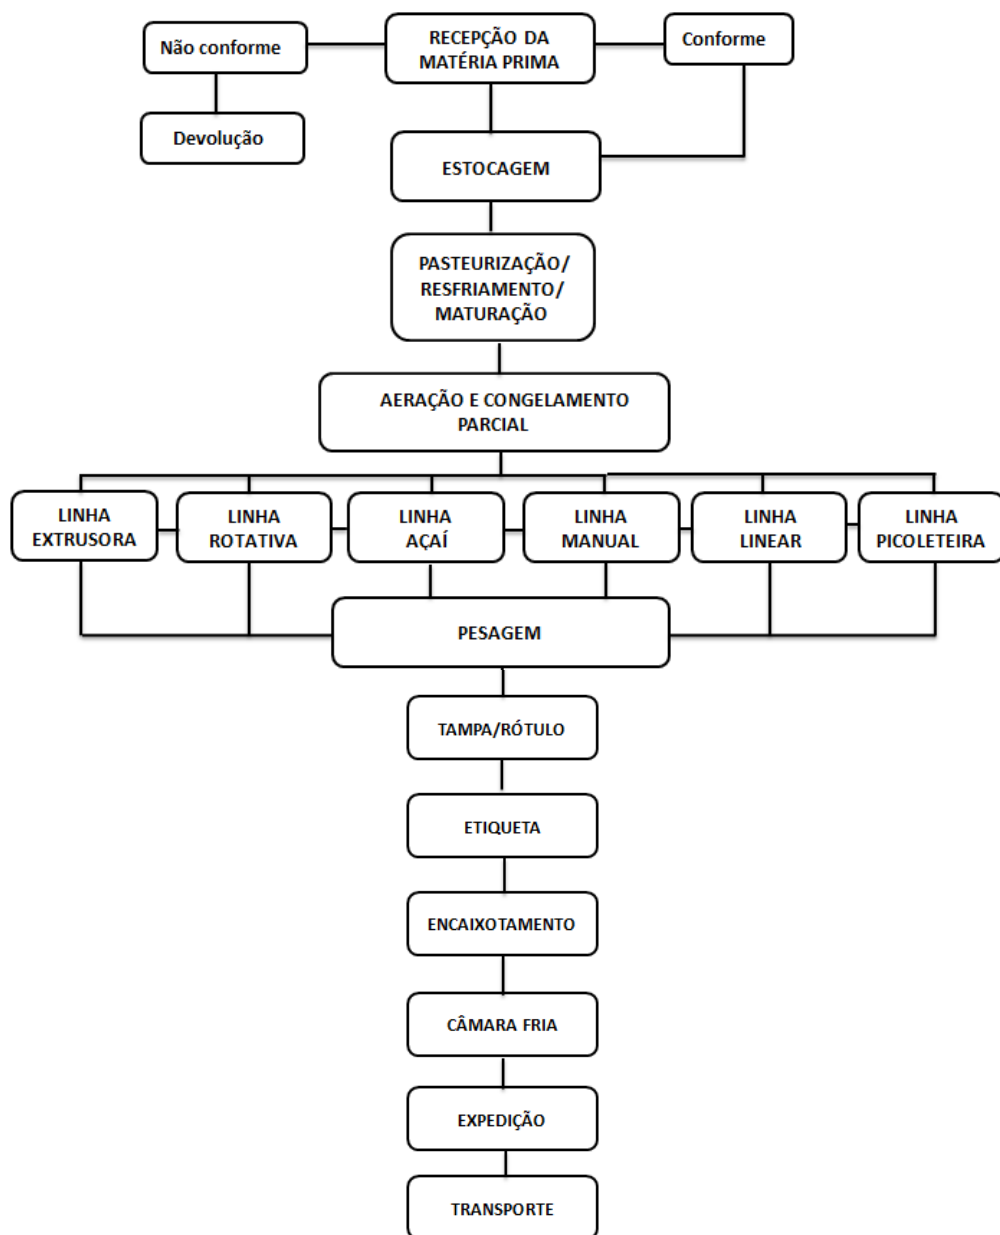 Não conforme
RECEPÇÃO DA
MATÉRIA PRIMA
Conforme
Devolução
ESTOCAGEM
PASTEURIZAÇÃO/
RESFRIAMENTO/
MATURAÇÃO
AERAÇÃO E CONGELAMENTO
PARCIAL
LINHA
EXTRUSORA
LINHA
ROTATIVA
LINHA
AÇAÍ
LINHA
MANUAL
LINHA
LINEAR
LINHA
PICOLETEIRA
PESAGEM
TAMPA/RÓTULO
ETIQUETA
ENCAIXOTAMENTO
CÂMARA FRIA
EXPEDIÇÃO
TRANSPORTE